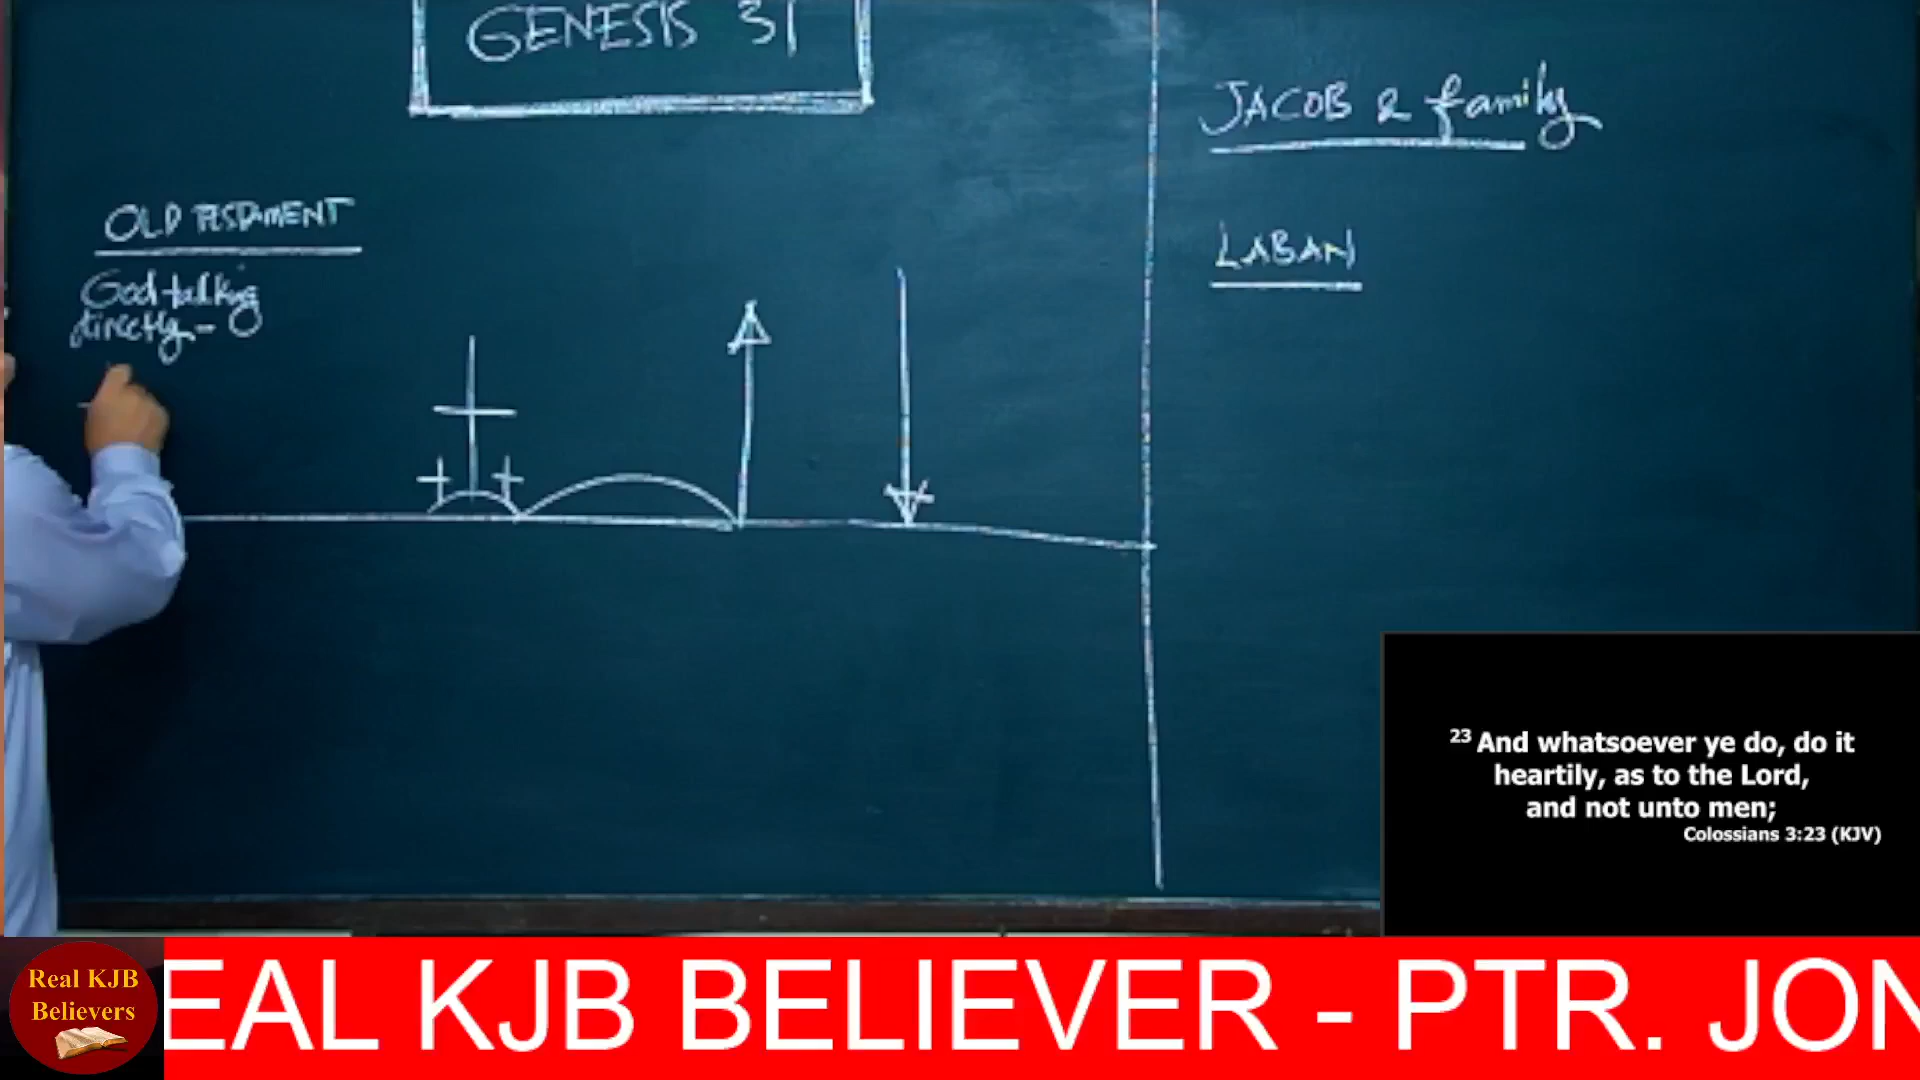 GENESIS 31
JACOB & family
LABAN
OLD TESTAMENT
God talking
directly -
23 And whatsoever ye do, do it
heartily, as to the Lord,
and not unto men;
Colossians 3:23 (KJV)
Real KJB
Believers
EAL KJB BELIEVER - PTR. JON